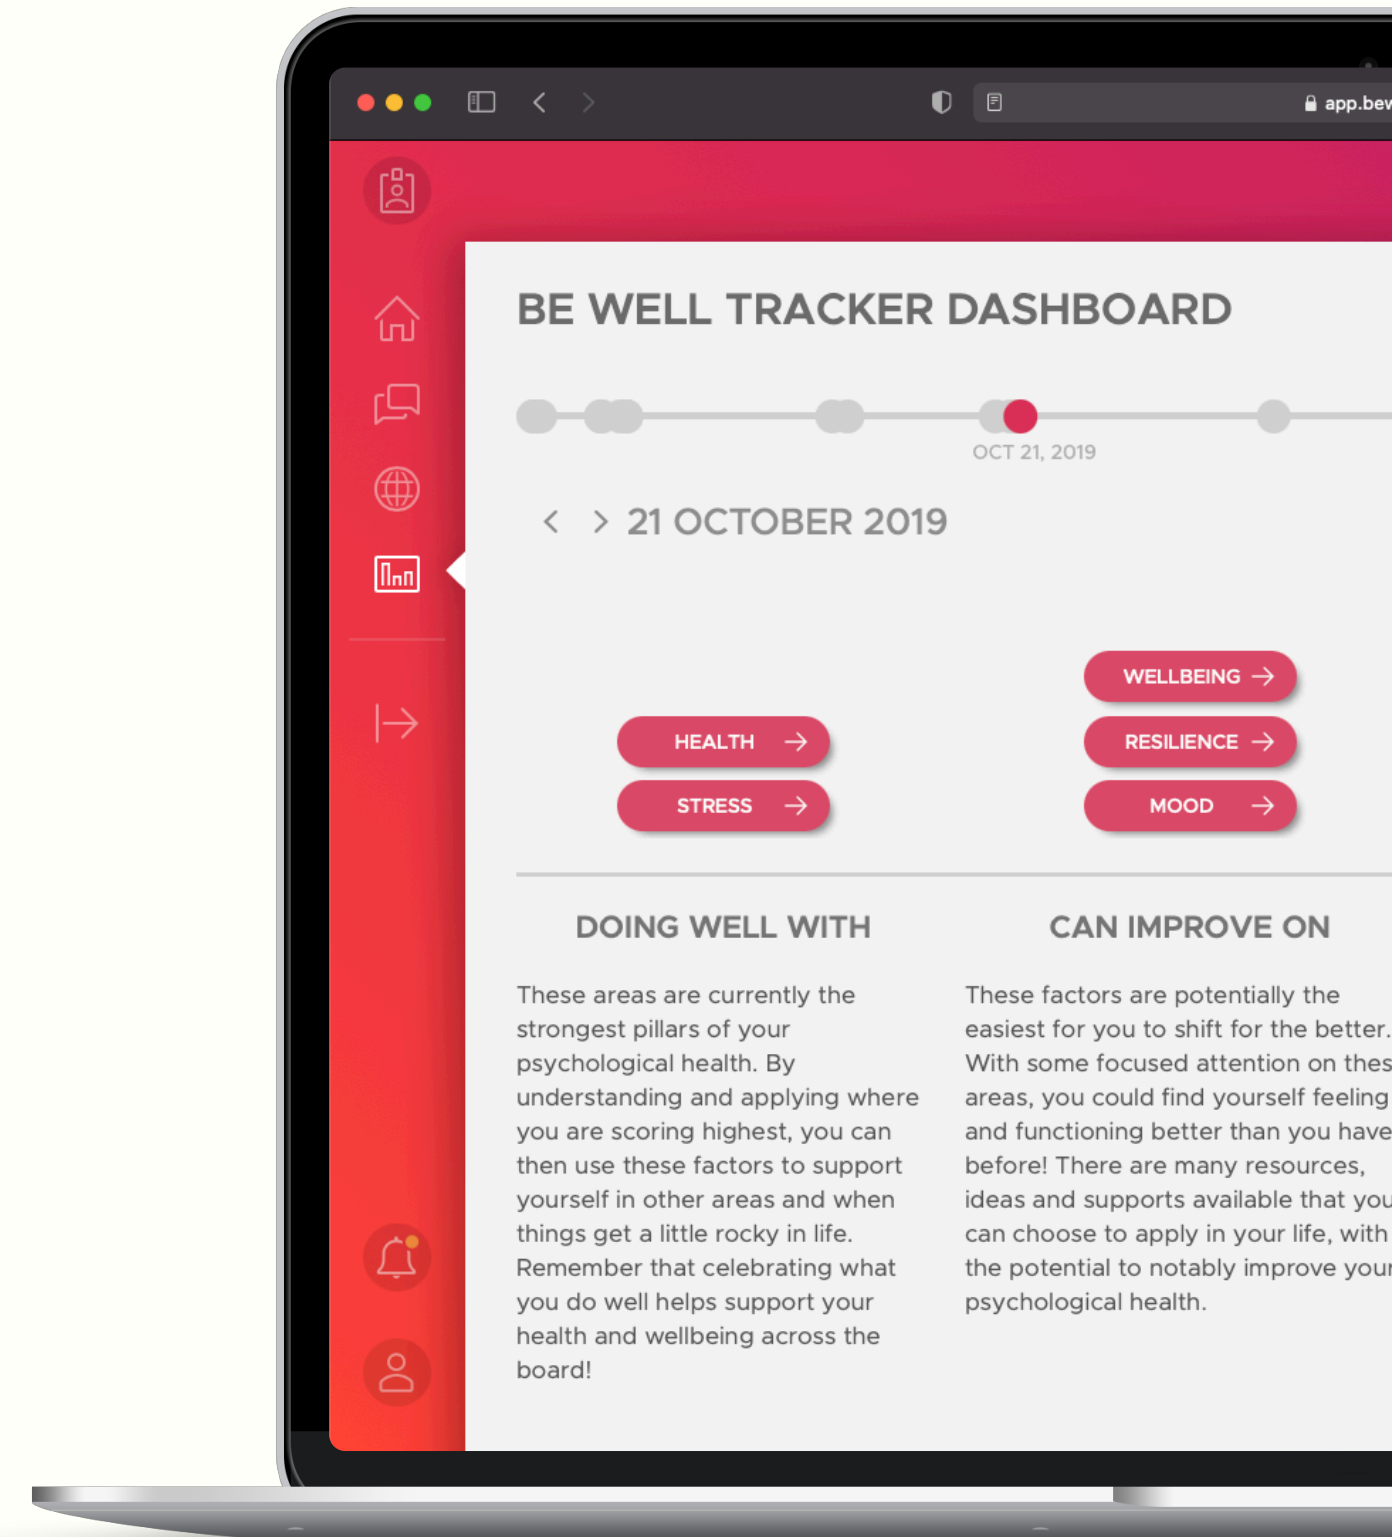 app.bew
BE WELL TRACKER DASHBOARD
OCT 21, 2019
21 OCTOBER 2019
WELLBEING
HEALTH
RESILIENCE
STRESS
MOOD
DOING WELL WITH
These areas are currently the
strongest pillars of your
psychological health. By
understanding and applying where
you are scoring highest, you can
then use these factors to support
yourself in other areas and when
things get a little rocky in life.
Remember that celebrating what
you do well helps support your
health and wellbeing across the
board!
CAN IMPROVE ON
These factors are potentially the
easiest for you to shift for the better.
With some focused attention on thes
areas, you could find yourself feeling
and functioning better than you have
before! There are many resources,
ideas and supports available that you
can choose to apply in your life, with
the potential to notably improve your
psychological health.